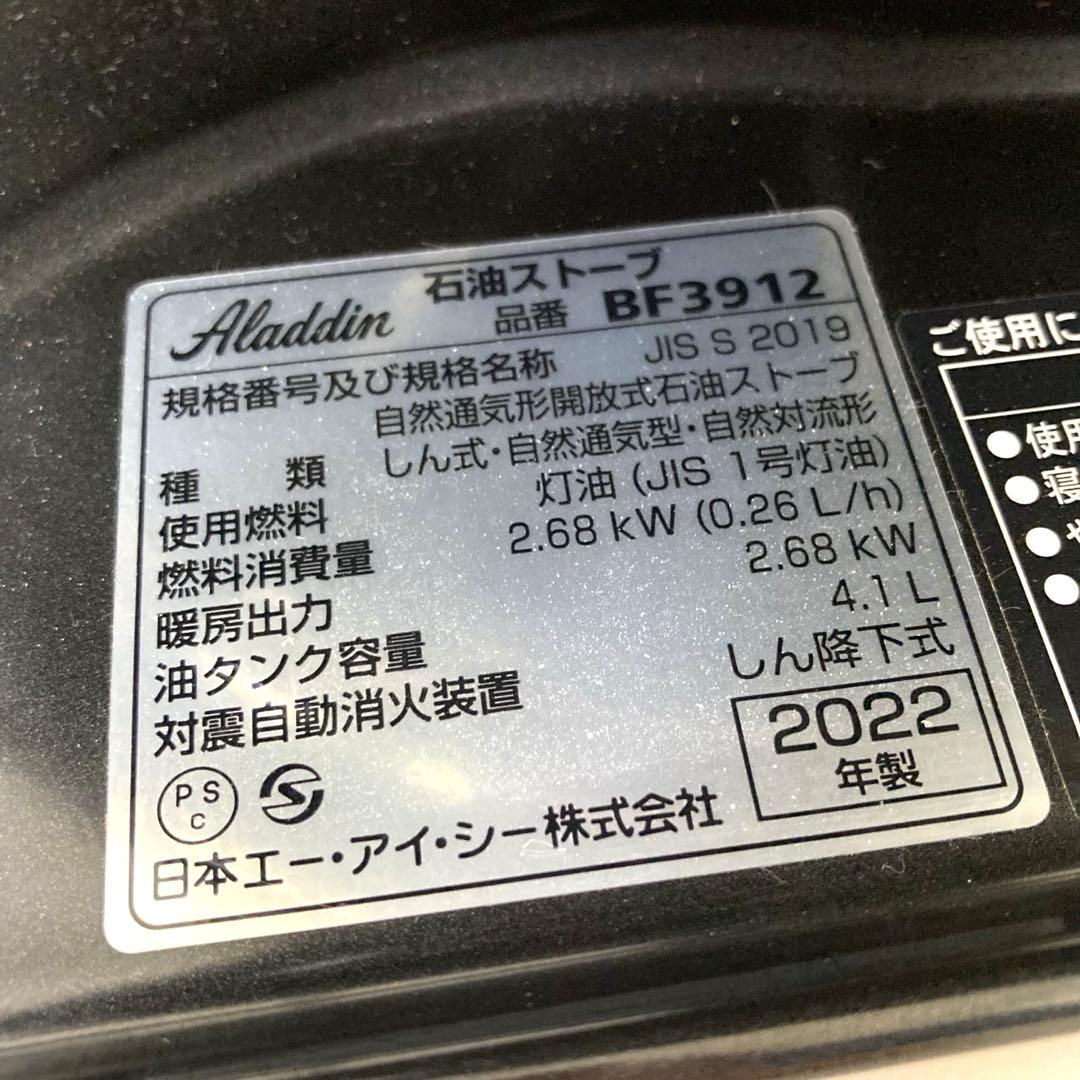 Aladdin 石油ストーブ
品番 BF3912
規格番号及び規格名称 JIS S 2019
自然通気形開放式石油ストーブ
種類 しん式・自然通気型・自然対流形
使用燃料 灯油 (JIS 1号灯油)
燃料消費量 2.68 kW (0.26 L/h)
暖房出力 2.68 kW
油タンク容量 4.1 L
対震自動消火装置 しん降下式
2022
年製
PS
C
S
日本エー・アイ・シー株式会社
ご使用に
●使用
●寝
●や
●